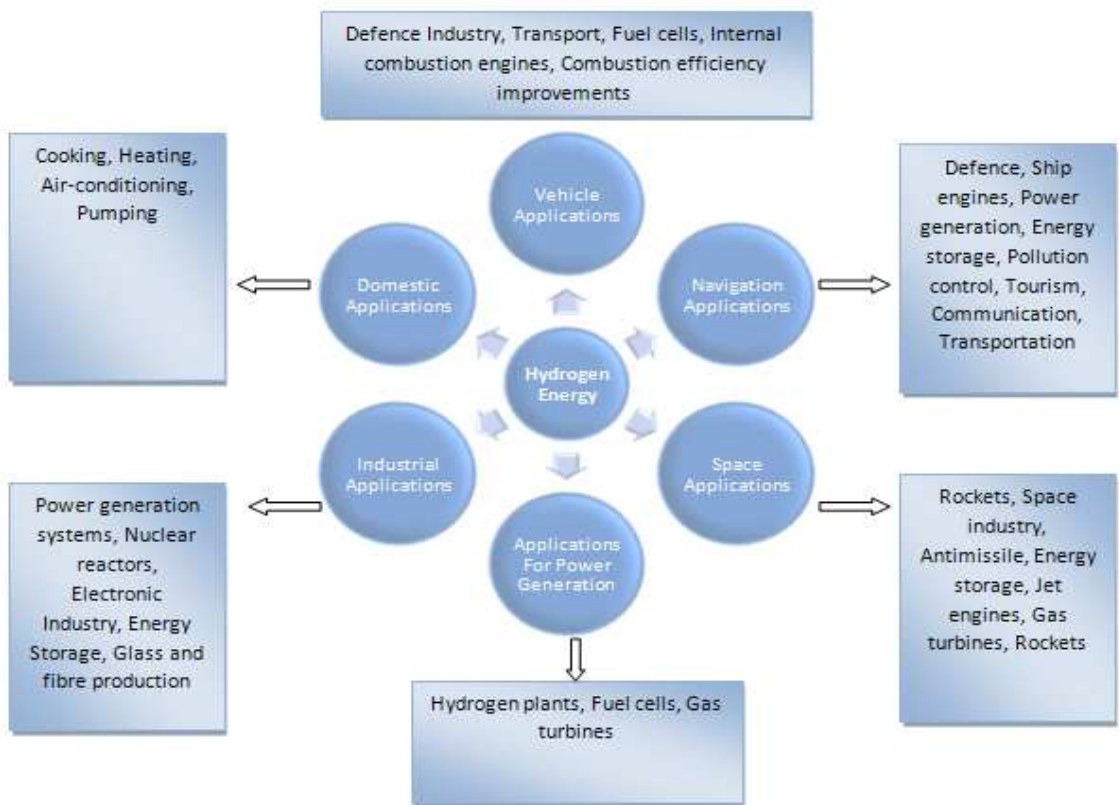 Defence Industry, Transport, Fuel cells, Internal
combustion engines, Combustion efficiency
improvements
Cooking, Heating,
Air-conditioning,
Pumping
Vehicle
Applications
Defence, Ship
engines, Power
generation, Energy
storage, Pollution
control, Tourism,
Communication,
Transportation
Domestic
Applications
Navigation
Applications
Hydrogen
Energy
Industrial
Applications
Space
Applications
Power generation
systems, Nuclear
reactors,
Electronic
Industry, Energy
Storage, Glass and
fibre production
Applications
For Power
Generation
Rockets, Space
industry,
Antimissile, Energy
storage, Jet
engines, Gas
turbines, Rockets
Hydrogen plants, Fuel cells, Gas
turbines